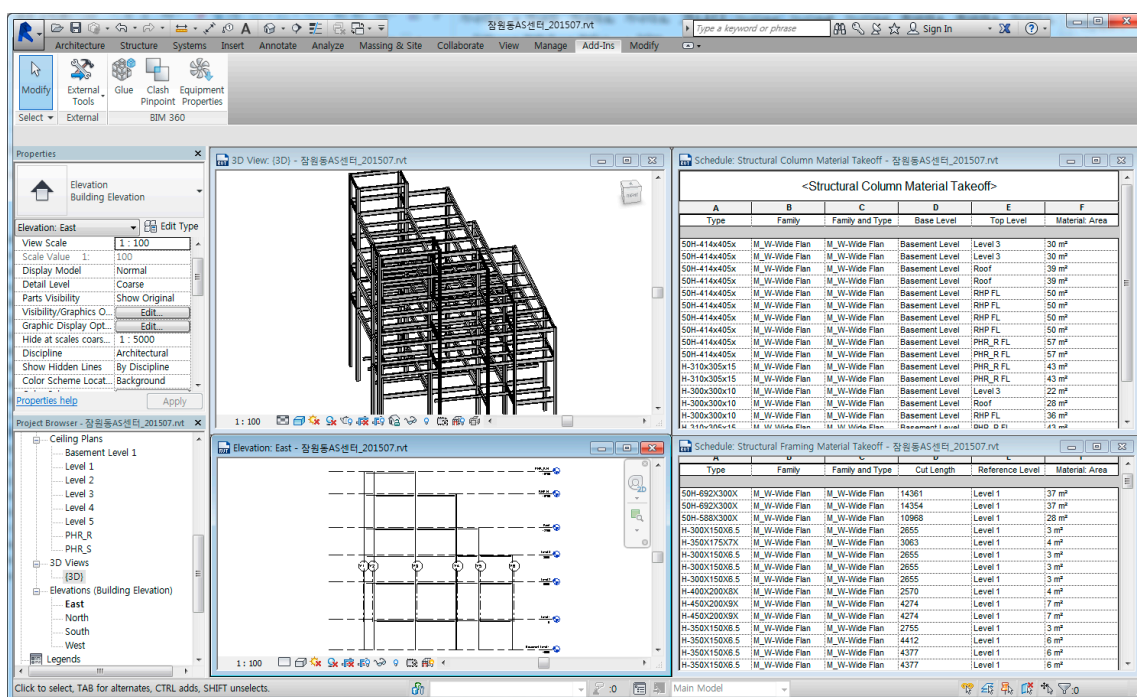 잠원동AS센터_201507.rvt
Type a keyword or phrase
Sign In
Architecture Structure Systems Insert Annotate Analyze Massing & Site Collaborate View Manage Add-Ins Modify
Modify
External Tools
Glue
Clash Pinpoint
Equipment Properties
Select
External
BIM 360
Properties
Elevation
Building Elevation
Elevation: East
Edit Type
View Scale 1 : 100
Scale Value 1: 100
Display Model Normal
Detail Level Coarse
Parts Visibility Show Original
Visibility/Graphics O... Edit...
Graphic Display Opt... Edit...
Hide at scales coars... 1 : 5000
Discipline Architectural
Show Hidden Lines By Discipline
Color Scheme Locat... Background
Properties help
Apply
Project Browser - 잠원동AS센터_201507.rvt
Ceiling Plans
Basement Level 1
Level 1
Level 2
Level 3
Level 4
Level 5
PHR_R
PHR_S
3D Views
{3D}
Elevations (Building Elevation)
East
North
South
West
Legends
3D View: {3D} - 잠원동AS센터_201507.rvt
1 : 100
Elevation: East - 잠원동AS센터_201507.rvt
2D
1 : 100
Schedule: Structural Column Material Takeoff - 잠원동AS센터_201507.rvt
<Structural Column Material Takeoff>
A B C D E F
Type Family Family and Type Base Level Top Level Material: Area
50H-414x405x M_W-Wide Flan M_W-Wide Flan Basement Level Level 3 30 m²
50H-414x405x M_W-Wide Flan M_W-Wide Flan Basement Level Level 3 30 m²
50H-414x405x M_W-Wide Flan M_W-Wide Flan Basement Level Roof 39 m²
50H-414x405x M_W-Wide Flan M_W-Wide Flan Basement Level Roof 39 m²
50H-414x405x M_W-Wide Flan M_W-Wide Flan Basement Level RHP FL 50 m²
50H-414x405x M_W-Wide Flan M_W-Wide Flan Basement Level RHP FL 50 m²
50H-414x405x M_W-Wide Flan M_W-Wide Flan Basement Level RHP FL 50 m²
50H-414x405x M_W-Wide Flan M_W-Wide Flan Basement Level RHP FL 50 m²
50H-414x405x M_W-Wide Flan M_W-Wide Flan Basement Level PHR_R FL 57 m²
50H-414x405x M_W-Wide Flan M_W-Wide Flan Basement Level PHR_R FL 57 m²
H-310x305x15 M_W-Wide Flan M_W-Wide Flan Basement Level PHR_R FL 43 m²
H-310x305x15 M_W-Wide Flan M_W-Wide Flan Basement Level PHR_R FL 43 m²
H-300x300x10 M_W-Wide Flan M_W-Wide Flan Basement Level Level 3 22 m²
H-300x300x10 M_W-Wide Flan M_W-Wide Flan Basement Level Roof 28 m²
H-300x300x10 M_W-Wide Flan M_W-Wide Flan Basement Level RHP FL 36 m²
H-310x305x15 M_W-Wide Flan M_W-Wide Flan Basement Level PHR_R FL 43 m²
Schedule: Structural Framing Material Takeoff - 잠원동AS센터_201507.rvt
Type Family Family and Type Cut Length Reference Level Material: Area
50H-692X300X M_W-Wide Flan M_W-Wide Flan 14361 Level 1 37 m²
50H-692X300X M_W-Wide Flan M_W-Wide Flan 14354 Level 1 37 m²
50H-588X300X M_W-Wide Flan M_W-Wide Flan 10968 Level 1 28 m²
H-300X150X6.5 M_W-Wide Flan M_W-Wide Flan 2655 Level 1 3 m²
H-350X175X7X M_W-Wide Flan M_W-Wide Flan 3063 Level 1 4 m²
H-300X150X6.5 M_W-Wide Flan M_W-Wide Flan 2655 Level 1 3 m²
H-300X150X6.5 M_W-Wide Flan M_W-Wide Flan 2655 Level 1 3 m²
H-300X150X6.5 M_W-Wide Flan M_W-Wide Flan 2655 Level 1 3 m²
H-400X200X8X M_W-Wide Flan M_W-Wide Flan 2570 Level 1 4 m²
H-450X200X9X M_W-Wide Flan M_W-Wide Flan 4274 Level 1 7 m²
H-450X200X9X M_W-Wide Flan M_W-Wide Flan 4274 Level 1 7 m²
H-350X150X6.5 M_W-Wide Flan M_W-Wide Flan 2755 Level 1 3 m²
H-350X150X6.5 M_W-Wide Flan M_W-Wide Flan 4412 Level 1 6 m²
H-350X150X6.5 M_W-Wide Flan M_W-Wide Flan 4377 Level 1 6 m²
H-350X150X6.5 M_W-Wide Flan M_W-Wide Flan 4377 Level 1 6 m²
Click to select, TAB for alternates, CTRL adds, SHIFT unselects.
:0
Main Model
:0